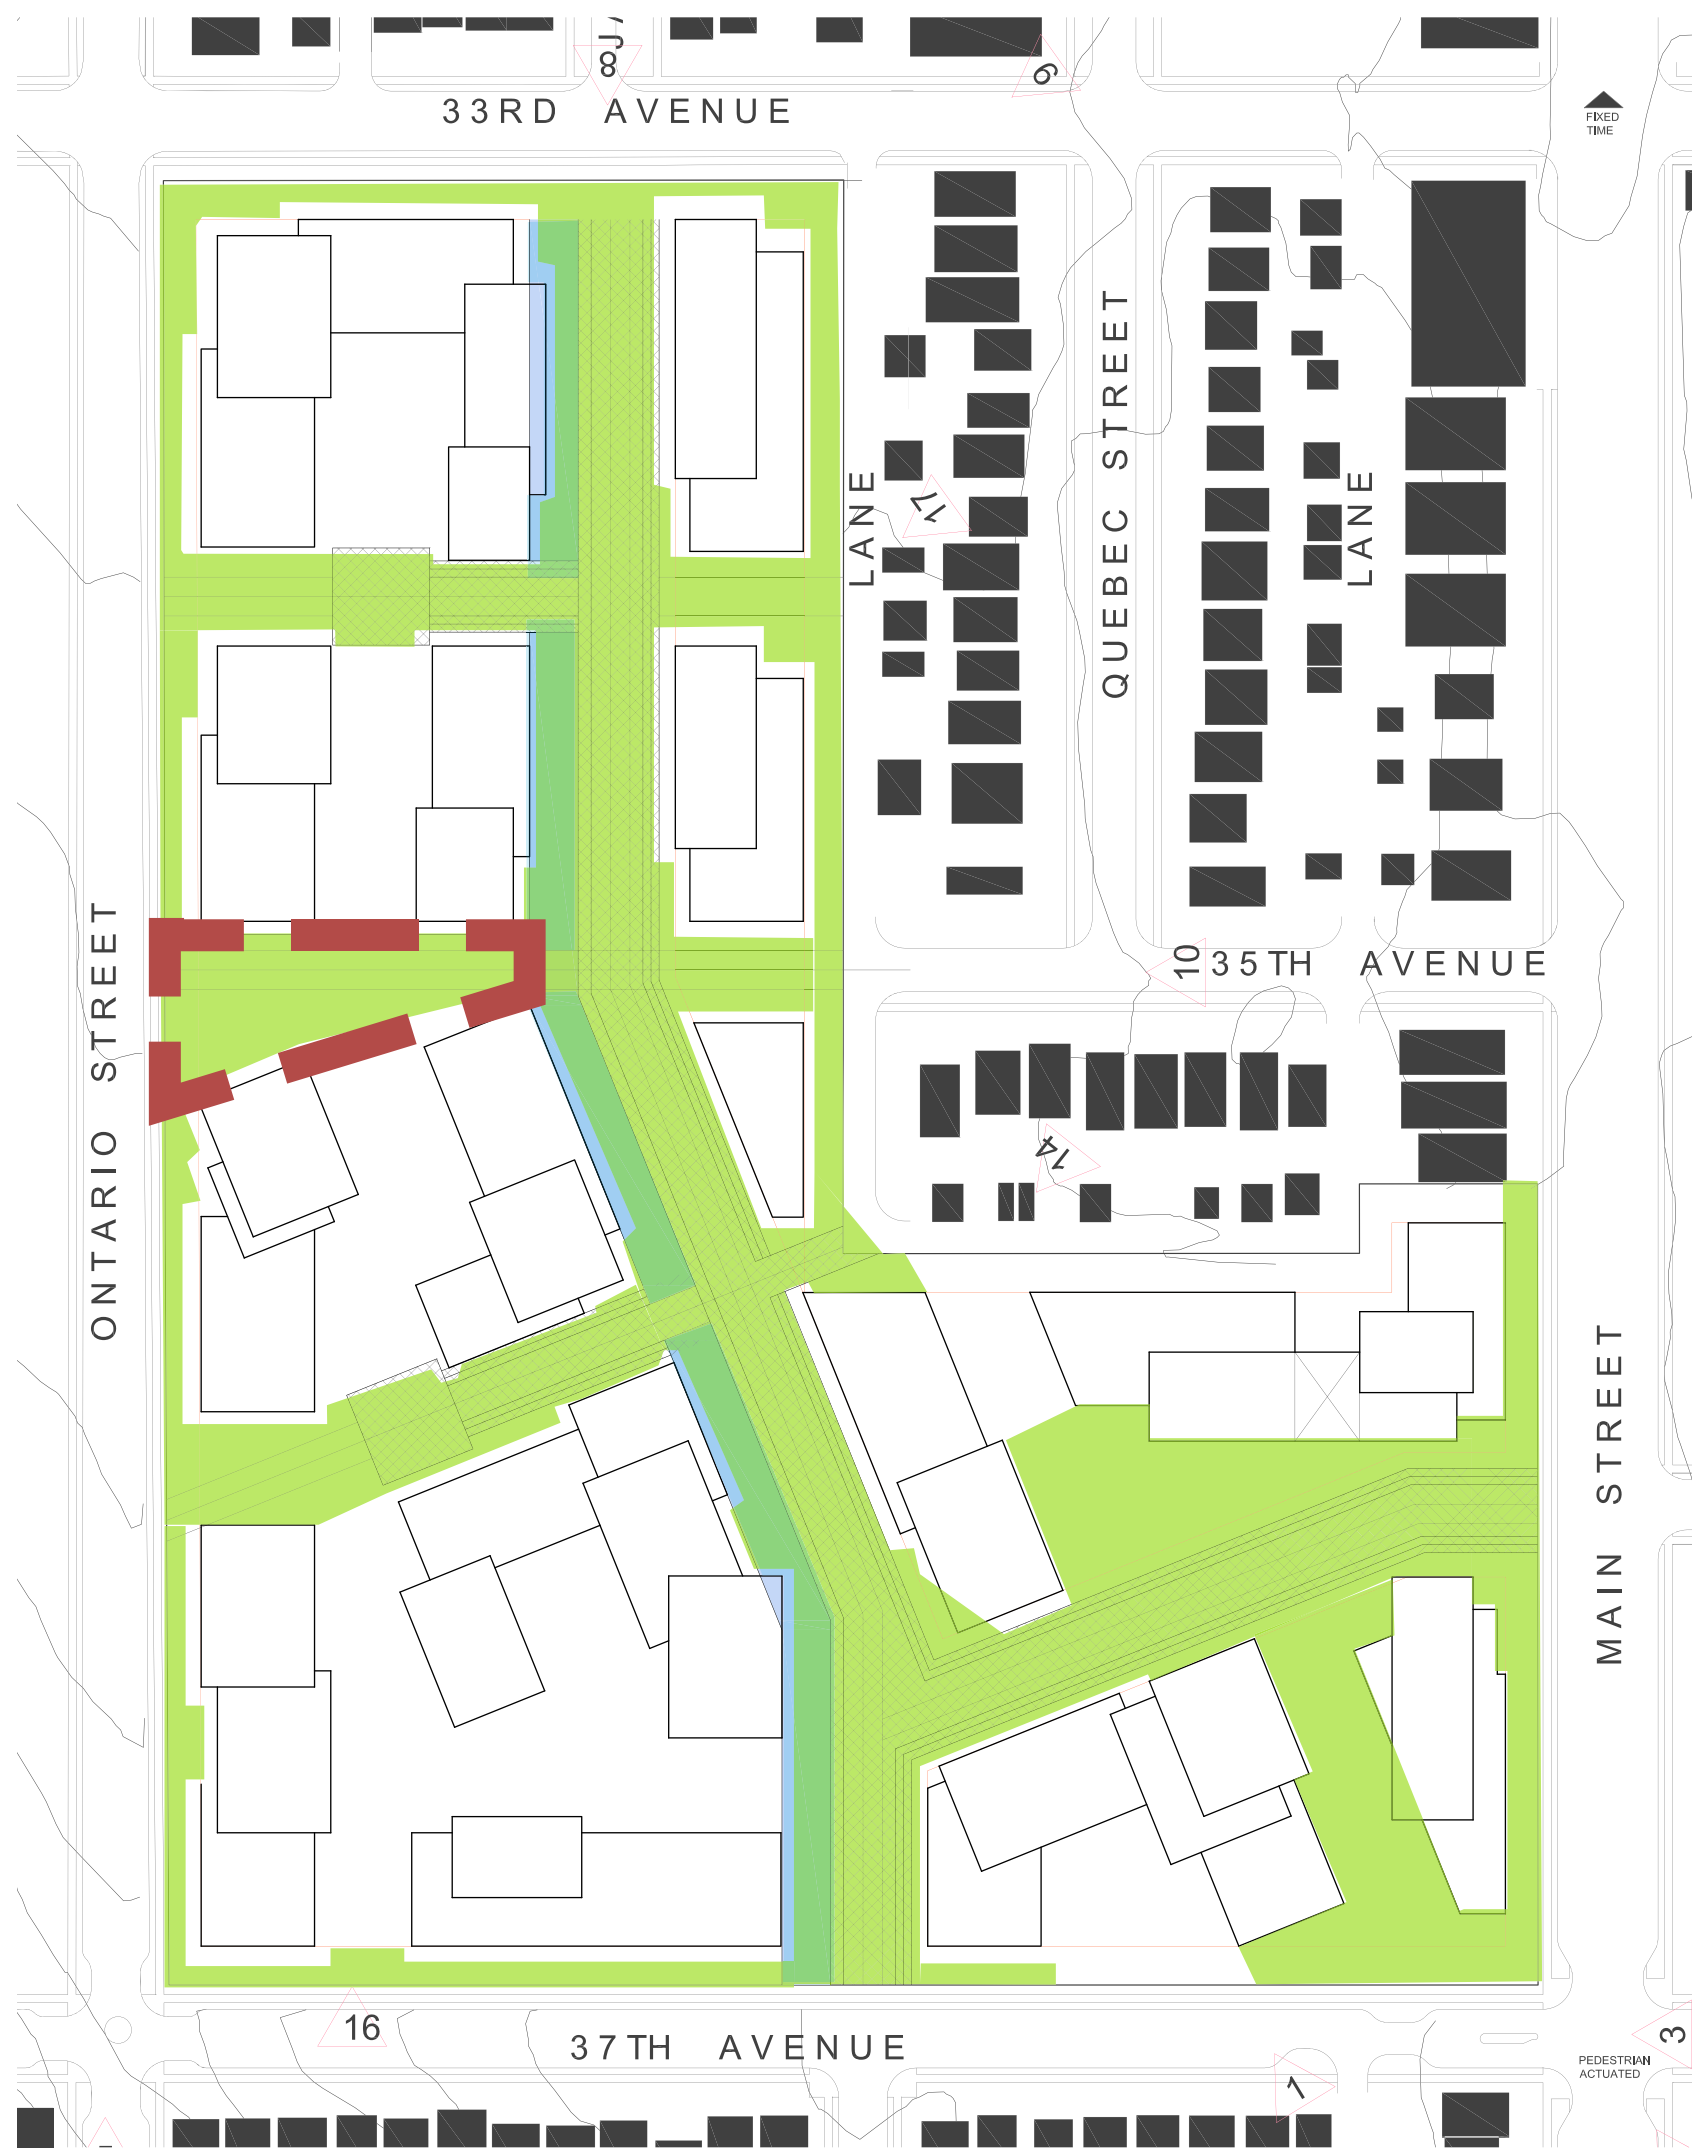 8
6
33RD AVENUE
FIXED
TIME
QUEBEC STREET
LANE
LANE
17
ONTARIO STREET
10
35TH AVENUE
14
MAIN STREET
16
37TH AVENUE
3
PEDESTRIAN
ACTUATED
1